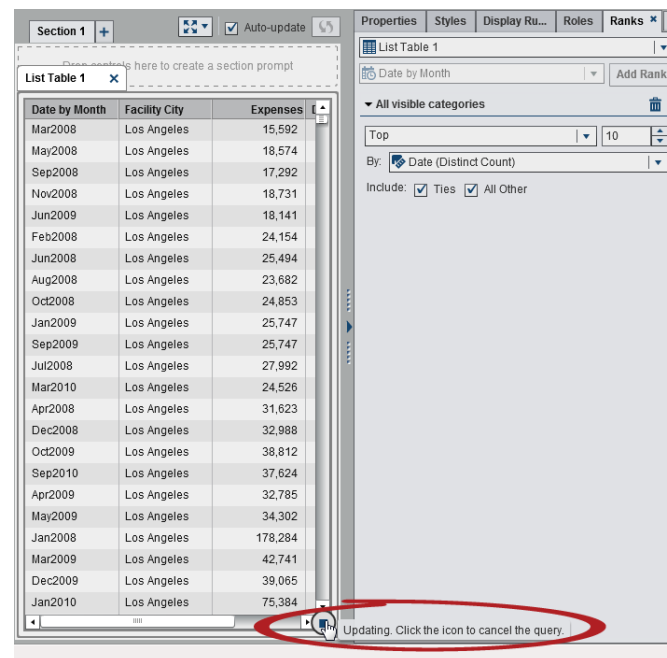 Section 1 +
Auto-update
Drop controls here to create a section prompt
List Table 1 ×
Date by Month Facility City Expenses
Mar2008 Los Angeles 15,592
May2008 Los Angeles 18,574
Sep2008 Los Angeles 17,292
Nov2008 Los Angeles 18,731
Jun2009 Los Angeles 18,141
Feb2008 Los Angeles 24,154
Jun2008 Los Angeles 25,494
Aug2008 Los Angeles 23,682
Oct2008 Los Angeles 24,853
Jan2009 Los Angeles 25,747
Sep2009 Los Angeles 25,747
Jul2008 Los Angeles 27,992
Mar2010 Los Angeles 24,526
Apr2008 Los Angeles 31,623
Dec2008 Los Angeles 32,988
Oct2009 Los Angeles 38,812
Sep2010 Los Angeles 37,624
Apr2009 Los Angeles 32,785
May2009 Los Angeles 34,302
Jan2008 Los Angeles 178,284
Mar2009 Los Angeles 42,741
Dec2009 Los Angeles 39,065
Jan2010 Los Angeles 75,384
Properties Styles Display Ru... Roles Ranks ×
List Table 1
Date by Month Add Rank
All visible categories
Top 10
By: Date (Distinct Count)
Include: Ties All Other
Updating. Click the icon to cancel the query.